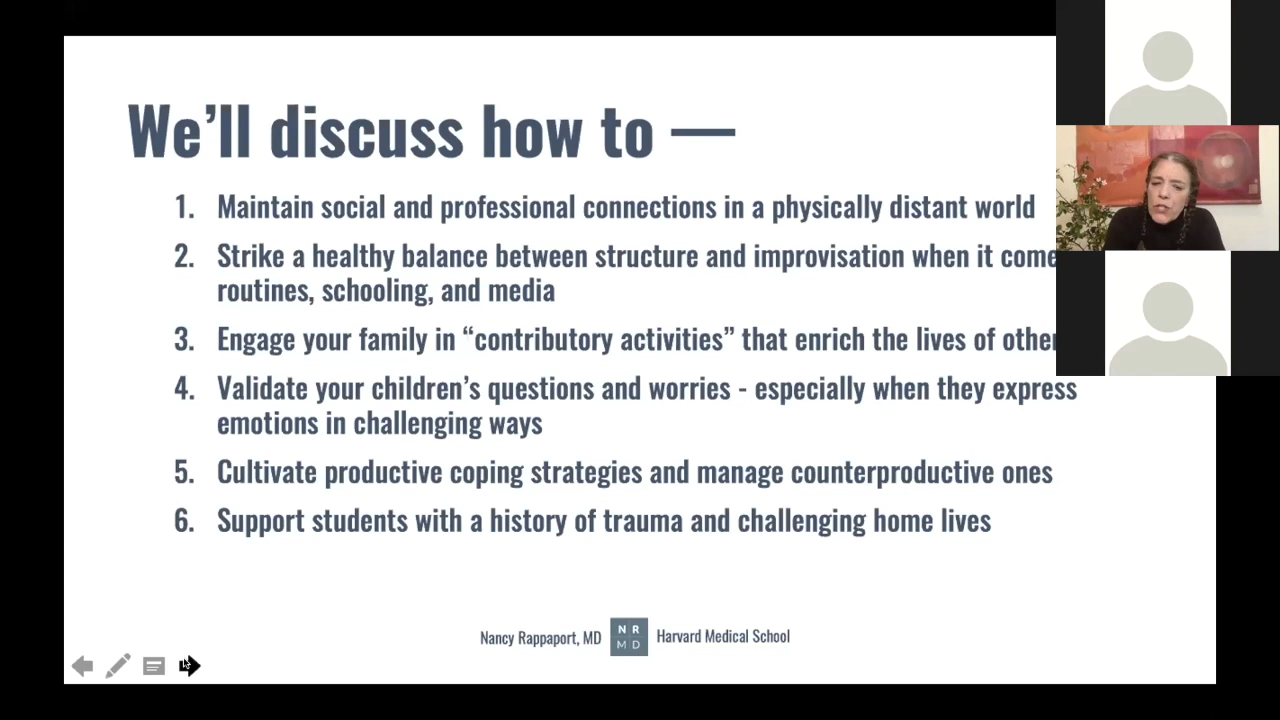 We'll discuss how to —
1. Maintain social and professional connections in a physically distant world
2. Strike a healthy balance between structure and improvisation when it come
routines, schooling, and media
3. Engage your family in “contributory activities” that enrich the lives of other
4. Validate your children's questions and worries - especially when they express
emotions in challenging ways
5. Cultivate productive coping strategies and manage counterproductive ones
6. Support students with a history of trauma and challenging home lives
Nancy Rappaport, MD
N R
M D
Harvard Medical School